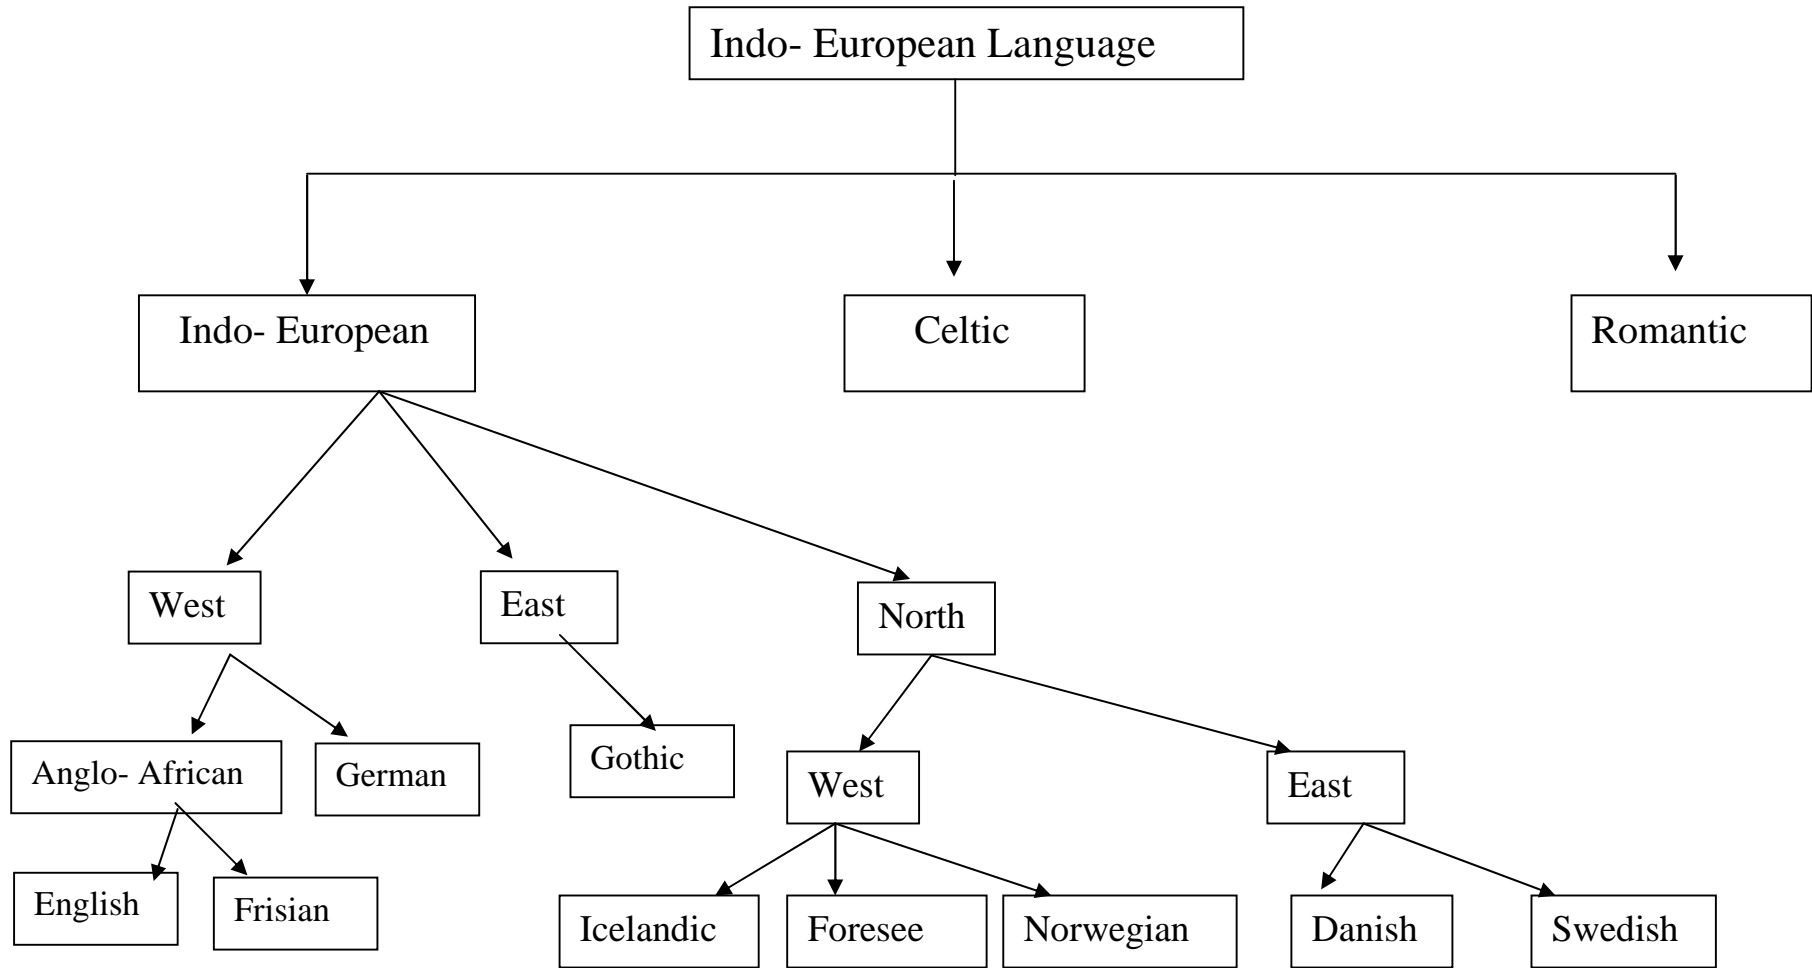 Indo- European Language
Indo- European
Celtic
Romantic
West
East
North
Anglo- African
German
Gothic
West
East
English
Frisian
Icelandic
Foresee
Norwegian
Danish
Swedish